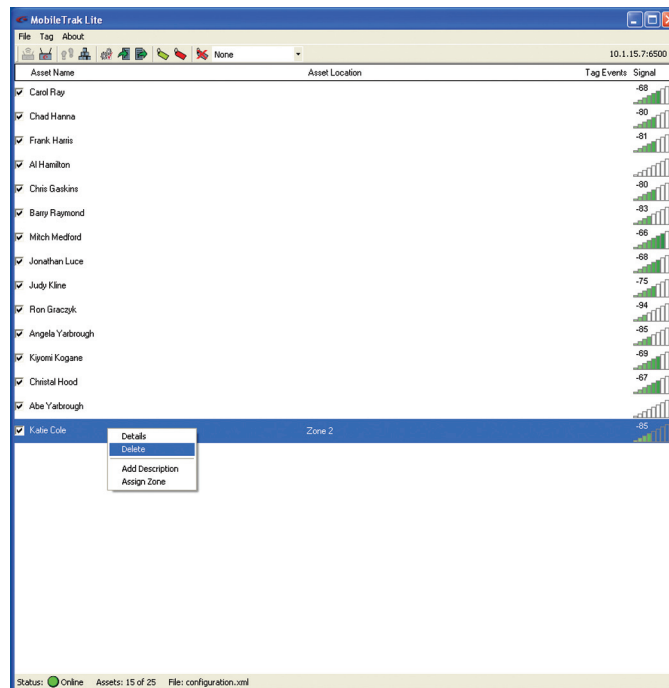 MobileTrak Lite
File Tag About
None 10.1.15.7:6500
Asset Name Asset Location Tag Events Signal
Carol Ray -68
Chad Hanna -80
Frank Harris -81
Al Hamilton
Chris Gaskins -80
Barry Raymond -83
Mitch Medford -66
Jonathan Luce -68
Judy Kline -75
Ron Graczyk -94
Angela Yarbrough -85
Kiyomi Kogane -69
Christal Hood -67
Abe Yarbrough
Katie Cole Zone 2 -85
Details
Delete
Add Description
Assign Zone
Status: Online Assets: 15 of 25 File: configuration.xml